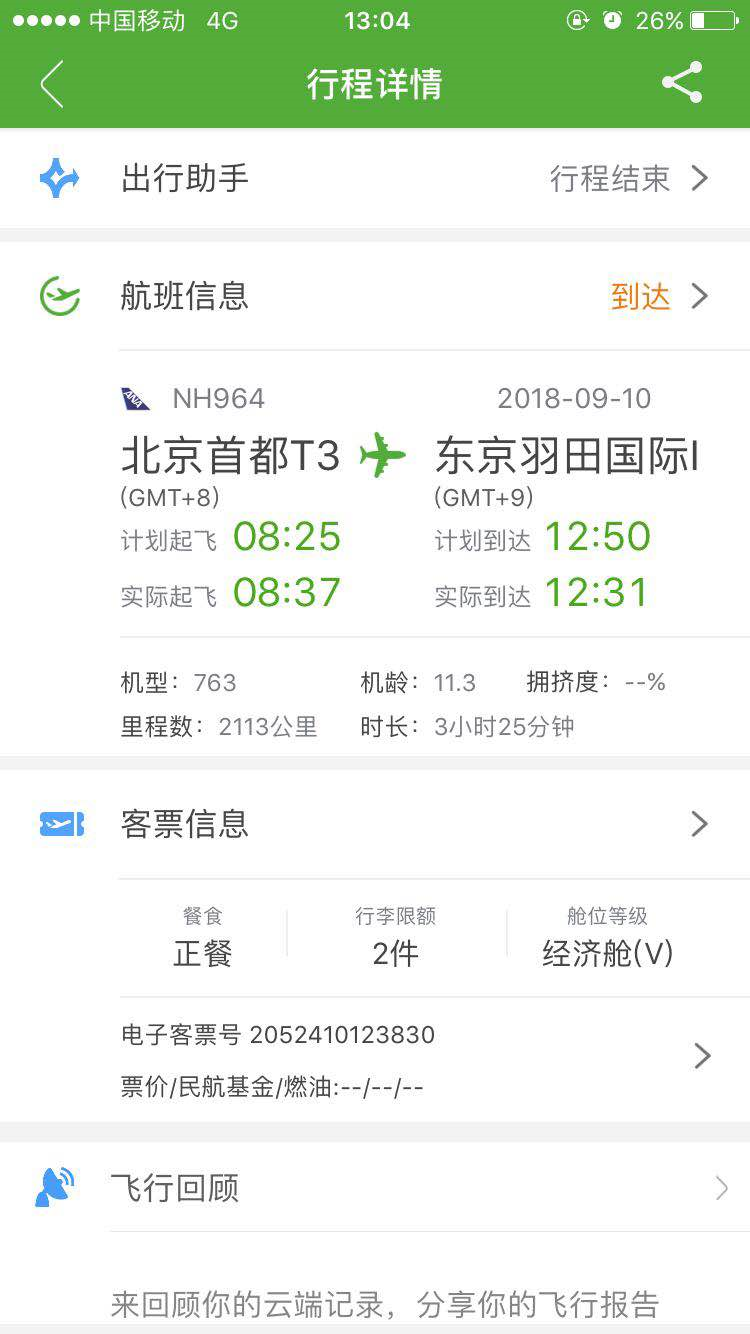 中国移动 4G 13:04 26%
行程详情
出行助手 行程结束
航班信息 到达
ANA NH964 2018-09-10
北京首都T3 东京羽田国际I
(GMT+8) (GMT+9)
计划起飞 08:25 计划到达 12:50
实际起飞 08:37 实际到达 12:31
机型：763 机龄：11.3 拥挤度：--%
里程数：2113公里 时长：3小时25分钟
客票信息
餐食 行李限额 舱位等级
正餐 2件 经济舱(V)
电子客票号 2052410123830
票价/民航基金/燃油:--/--/--
飞行回顾
来回顾你的云端记录，分享你的飞行报告